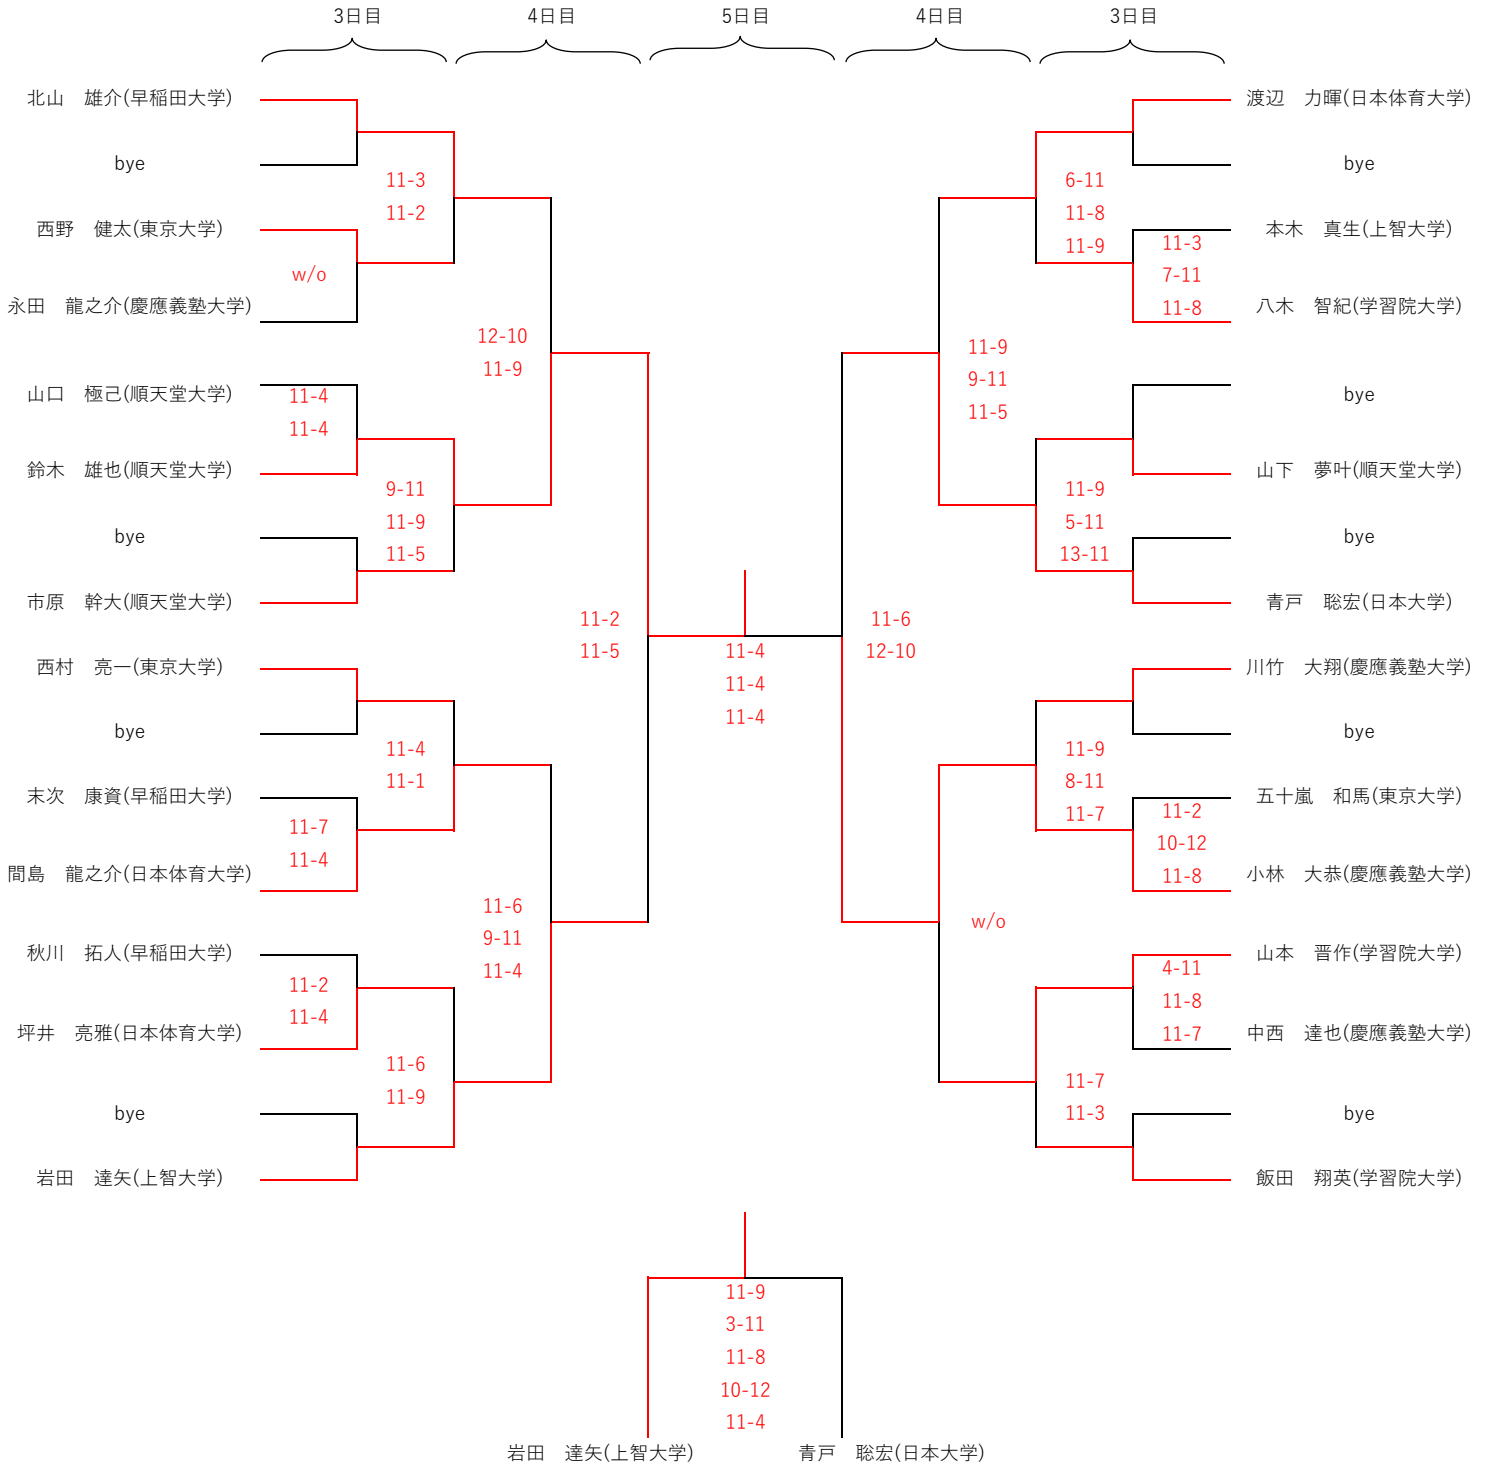 3日目 4日目 5日目 4日目 3日目
北山　雄介(早稲田大学)
bye
11-3
11-2
西野　健太(東京大学)
w/o
永田　龍之介(慶應義塾大学)
12-10
11-9
山口　極己(順天堂大学)
11-4
11-4
鈴木　雄也(順天堂大学)
9-11
11-9
11-5
bye
市原　幹大(順天堂大学)
11-2
11-5
西村　亮一(東京大学)
bye
11-4
11-1
末次　康資(早稲田大学)
11-7
11-4
間島　龍之介(日本体育大学)
11-6
9-11
11-4
秋川　拓人(早稲田大学)
11-2
11-4
坪井　亮雅(日本体育大学)
11-6
11-9
bye
岩田　達矢(上智大学)
11-4
11-4
11-4
渡辺　力暉(日本体育大学)
bye
6-11
11-8
11-9
本木　真生(上智大学)
11-3
7-11
11-8
八木　智紀(学習院大学)
11-9
9-11
11-5
bye
山下　夢叶(順天堂大学)
11-9
5-11
13-11
bye
青戸　聡宏(日本大学)
11-6
12-10
川竹　大翔(慶應義塾大学)
bye
11-9
8-11
11-7
五十嵐　和馬(東京大学)
11-2
10-12
11-8
小林　大恭(慶應義塾大学)
w/o
山本　晋作(学習院大学)
4-11
11-8
11-7
中西　達也(慶應義塾大学)
11-7
11-3
bye
飯田　翔英(学習院大学)
11-9
3-11
11-8
10-12
11-4
岩田　達矢(上智大学) 青戸　聡宏(日本大学)